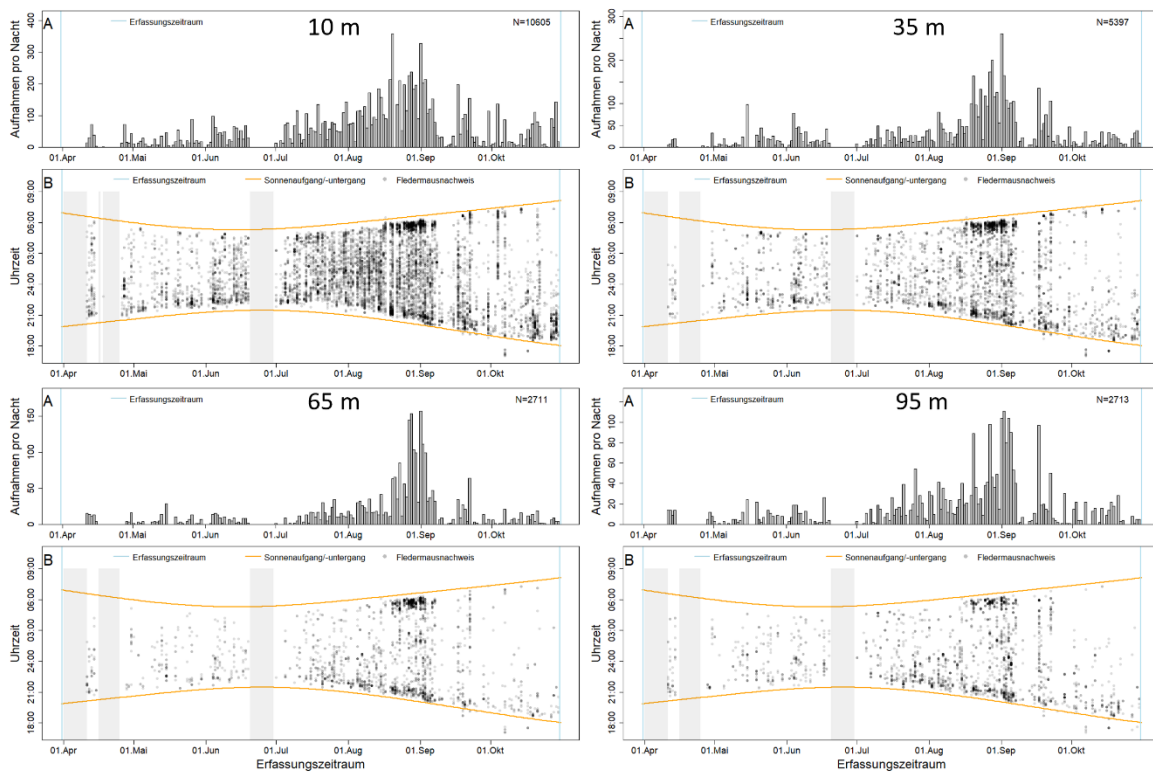 A
Erfassungszeitraum
10 m
N=10605
Aufnahmen pro Nacht
400
300
200
100
0
01.Apr 01.Mai 01.Jun 01.Jul 01.Aug 01.Sep 01.Okt
B
Erfassungszeitraum Sonnenaufgang/-untergang Fledermausnachweis
Uhrzeit
09:00
06:00
03:00
24:00
21:00
18:00
01.Apr 01.Mai 01.Jun 01.Jul 01.Aug 01.Sep 01.Okt
A
Erfassungszeitraum
35 m
N=5397
Aufnahmen pro Nacht
300
200
150
100
50
0
01.Apr 01.Mai 01.Jun 01.Jul 01.Aug 01.Sep 01.Okt
B
Erfassungszeitraum Sonnenaufgang/-untergang Fledermausnachweis
Uhrzeit
09:00
06:00
03:00
24:00
21:00
18:00
01.Apr 01.Mai 01.Jun 01.Jul 01.Aug 01.Sep 01.Okt
A
Erfassungszeitraum
65 m
N=2711
Aufnahmen pro Nacht
150
100
50
0
01.Apr 01.Mai 01.Jun 01.Jul 01.Aug 01.Sep 01.Okt
B
Erfassungszeitraum Sonnenaufgang/-untergang Fledermausnachweis
Uhrzeit
09:00
06:00
03:00
24:00
21:00
18:00
01.Apr 01.Mai 01.Jun 01.Jul 01.Aug 01.Sep 01.Okt
Erfassungszeitraum
A
Erfassungszeitraum
95 m
N=2713
Aufnahmen pro Nacht
100
80
60
40
20
0
01.Apr 01.Mai 01.Jun 01.Jul 01.Aug 01.Sep 01.Okt
B
Erfassungszeitraum Sonnenaufgang/-untergang Fledermausnachweis
Uhrzeit
09:00
06:00
03:00
24:00
21:00
18:00
01.Apr 01.Mai 01.Jun 01.Jul 01.Aug 01.Sep 01.Okt
Erfassungszeitraum